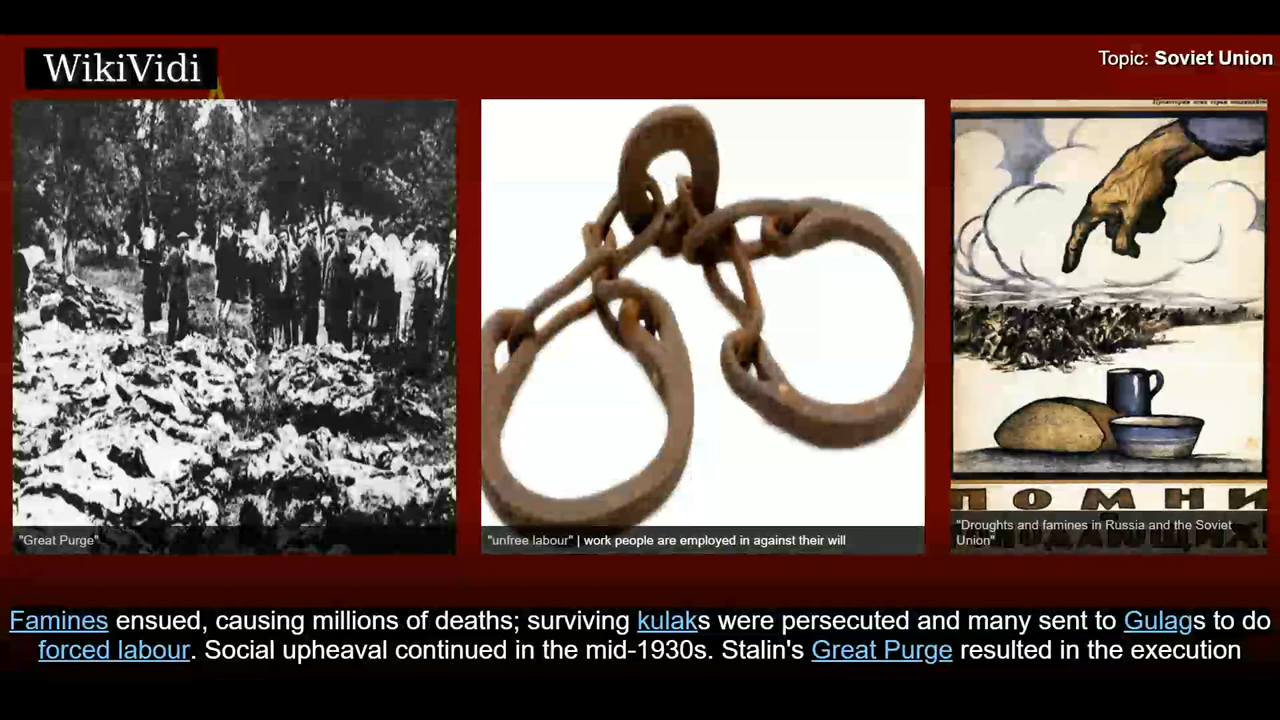 WikiVidi
Topic: Soviet Union
ПОМНИ
"Great Purge"
"unfree labour" | work people are employed in against their will
"Droughts and famines in Russia and the Soviet
Union"
Famines ensued, causing millions of deaths; surviving kulaks were persecuted and many sent to Gulags to do
forced labour. Social upheaval continued in the mid-1930s. Stalin's Great Purge resulted in the execution